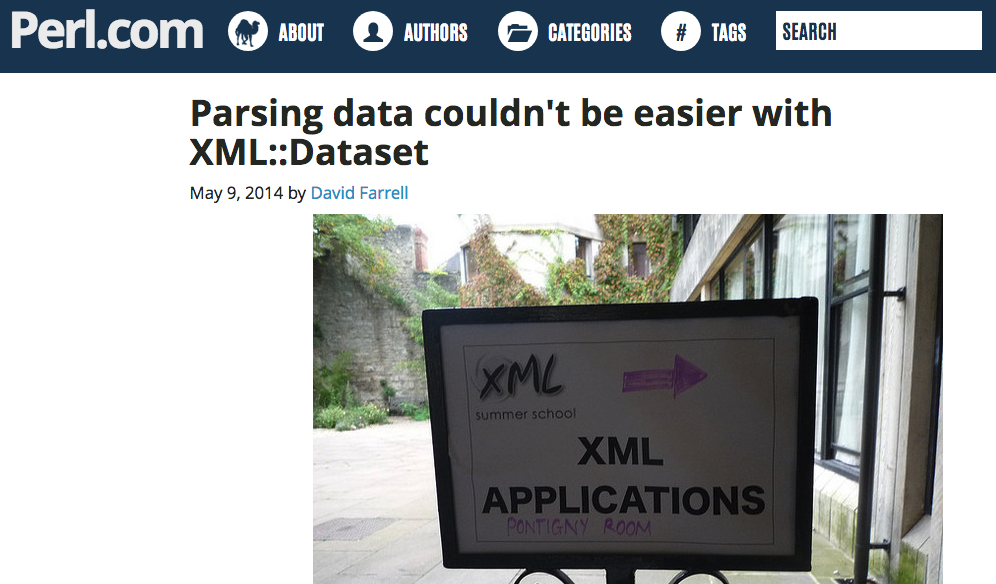 Perl.com
ABOUT
AUTHORS
CATEGORIES
#
TAGS
SEARCH
Parsing data couldn't be easier with
XML::Dataset
May 9, 2014 by David Farrell
XML
summer school
XML
APPLICATIONS
PONTIGNY ROOM